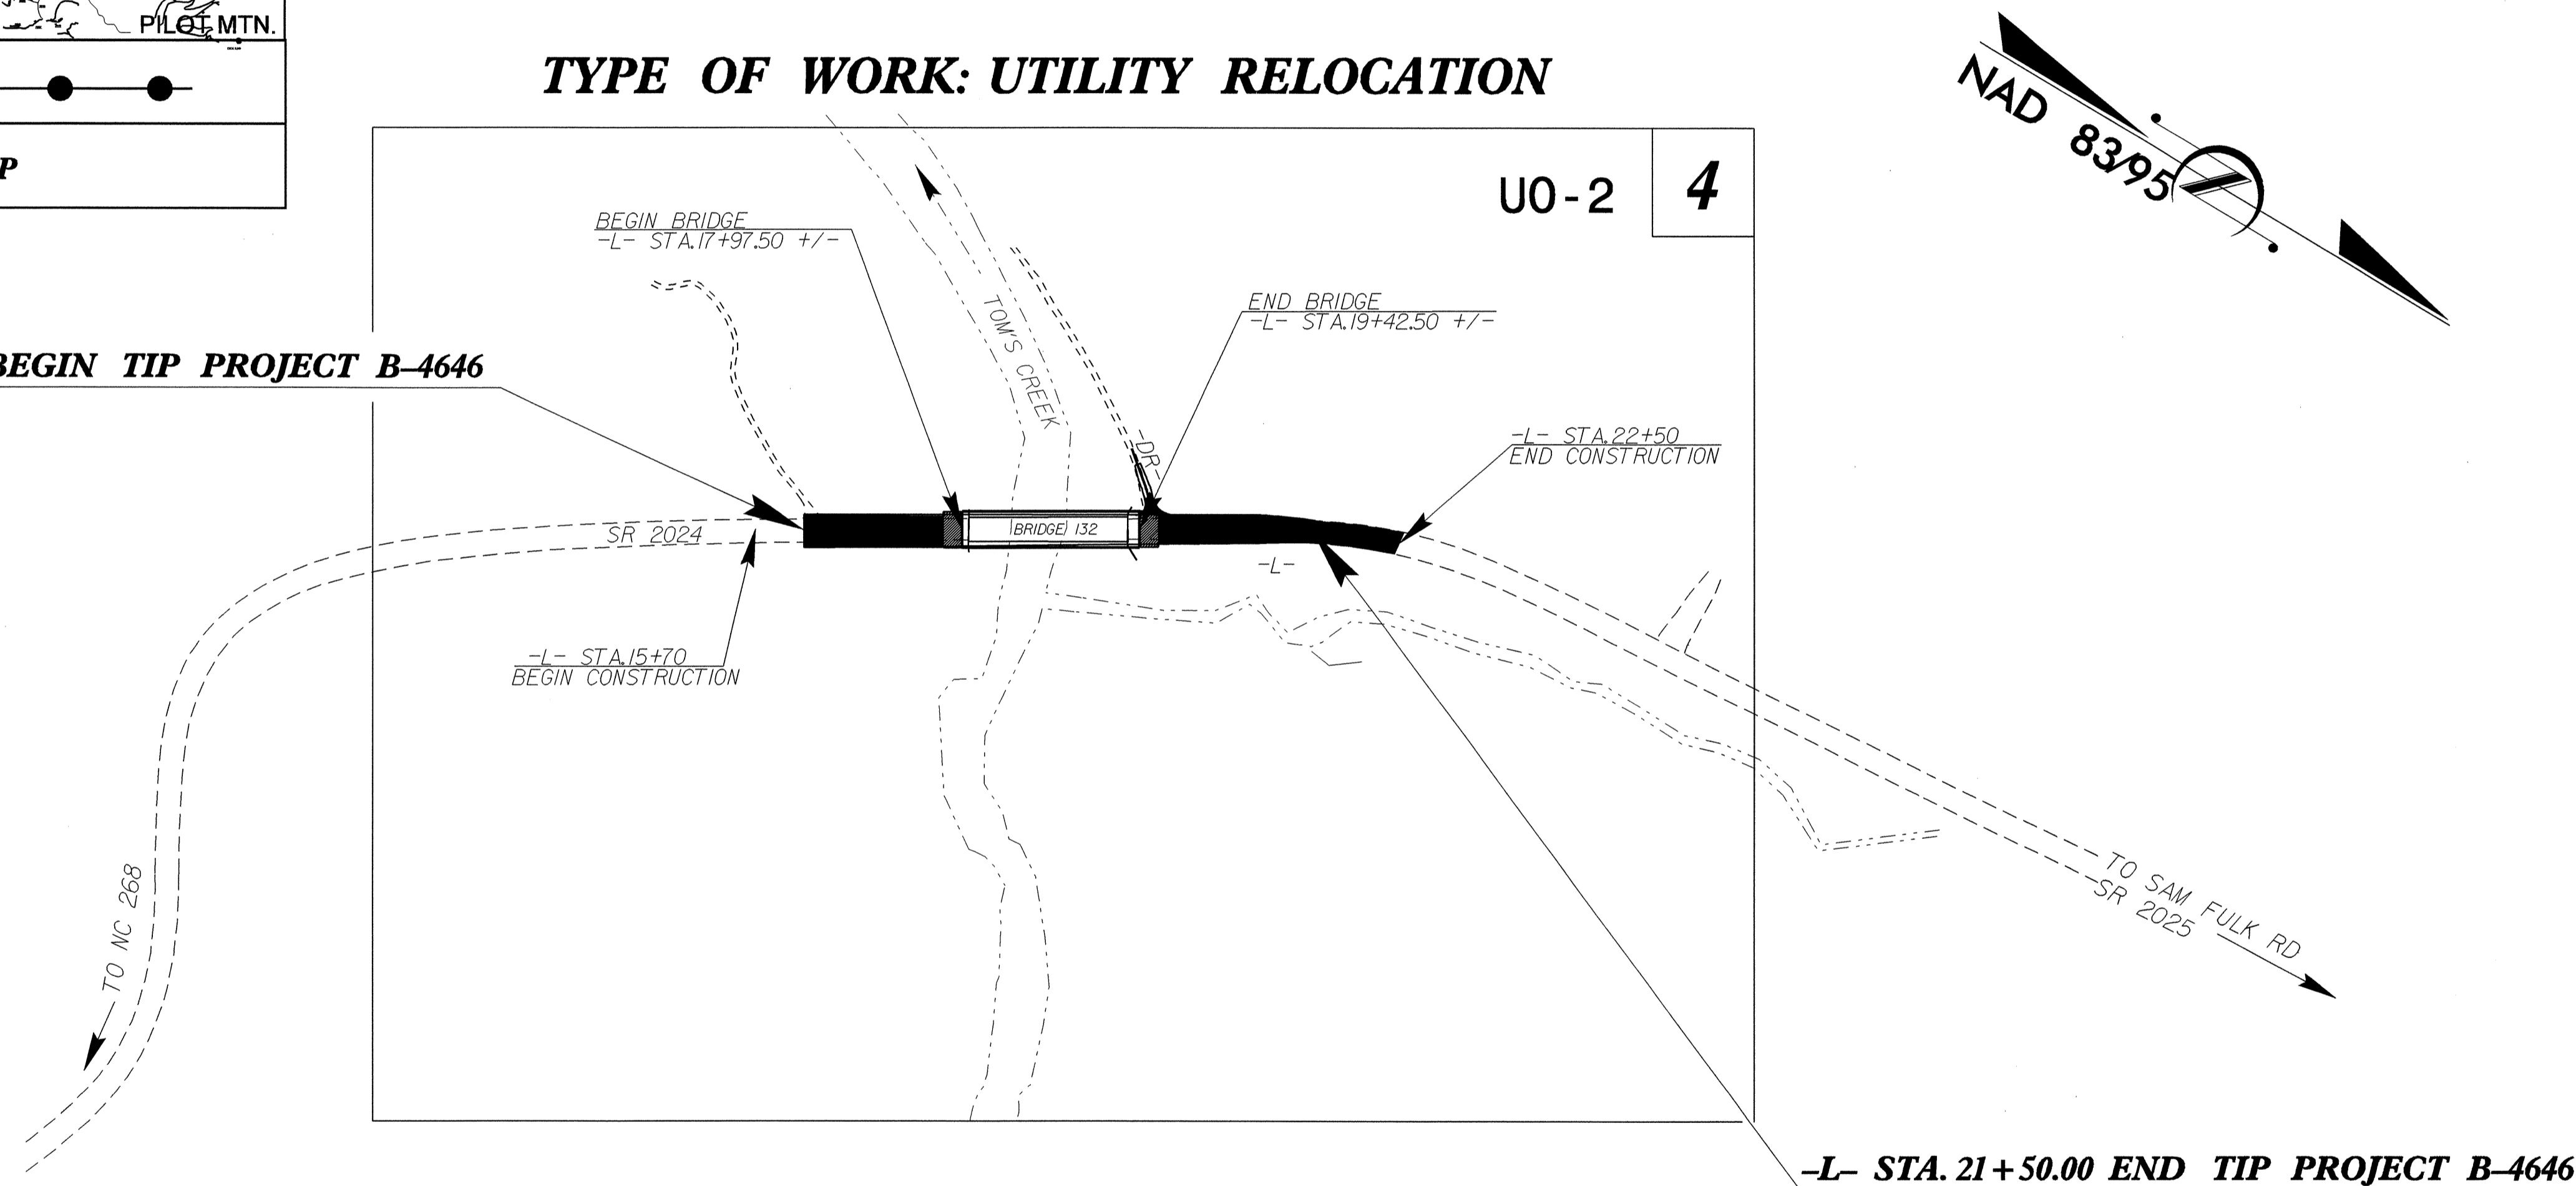 PILOT MTN.
P
TYPE OF WORK: UTILITY RELOCATION
NAD 83/95
UO-2
4
BEGIN BRIDGE
-L- STA.17+97.50 +/-
TOM'S CREEK
END BRIDGE
-L- STA.19+42.50 +/-
BEGIN TIP PROJECT B-4646
-DR-
-L- STA.22+50
END CONSTRUCTION
SR 2024
BRIDGE 132
-L-
-L- STA.15+70
BEGIN CONSTRUCTION
TO NC 268
TO SAM FULK RD
SR 2025
-L- STA. 21+50.00 END TIP PROJECT B-4646